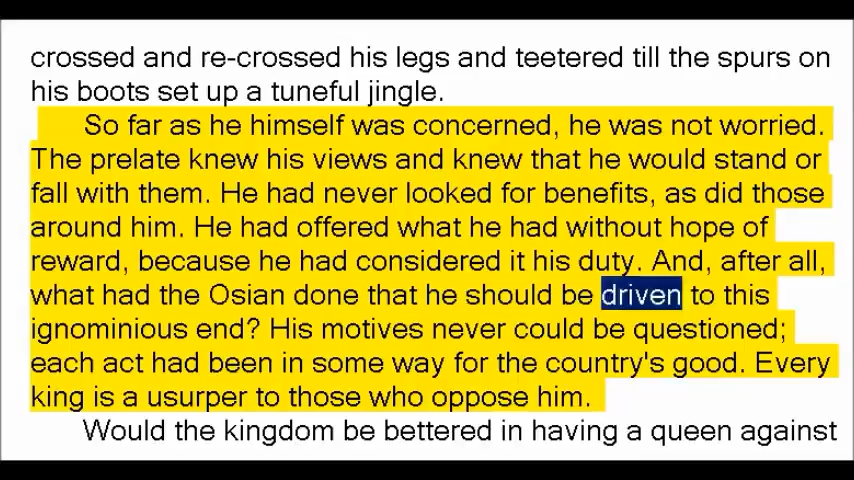 crossed and re-crossed his legs and teetered till the spurs on
his boots set up a tuneful jingle.
So far as he himself was concerned, he was not worried.
The prelate knew his views and knew that he would stand or
fall with them. He had never looked for benefits, as did those
around him. He had offered what he had without hope of
reward, because he had considered it his duty. And, after all,
what had the Osian done that he should be driven to this
ignominious end? His motives never could be questioned;
each act had been in some way for the country's good. Every
king is a usurper to those who oppose him.
Would the kingdom be bettered in having a queen against